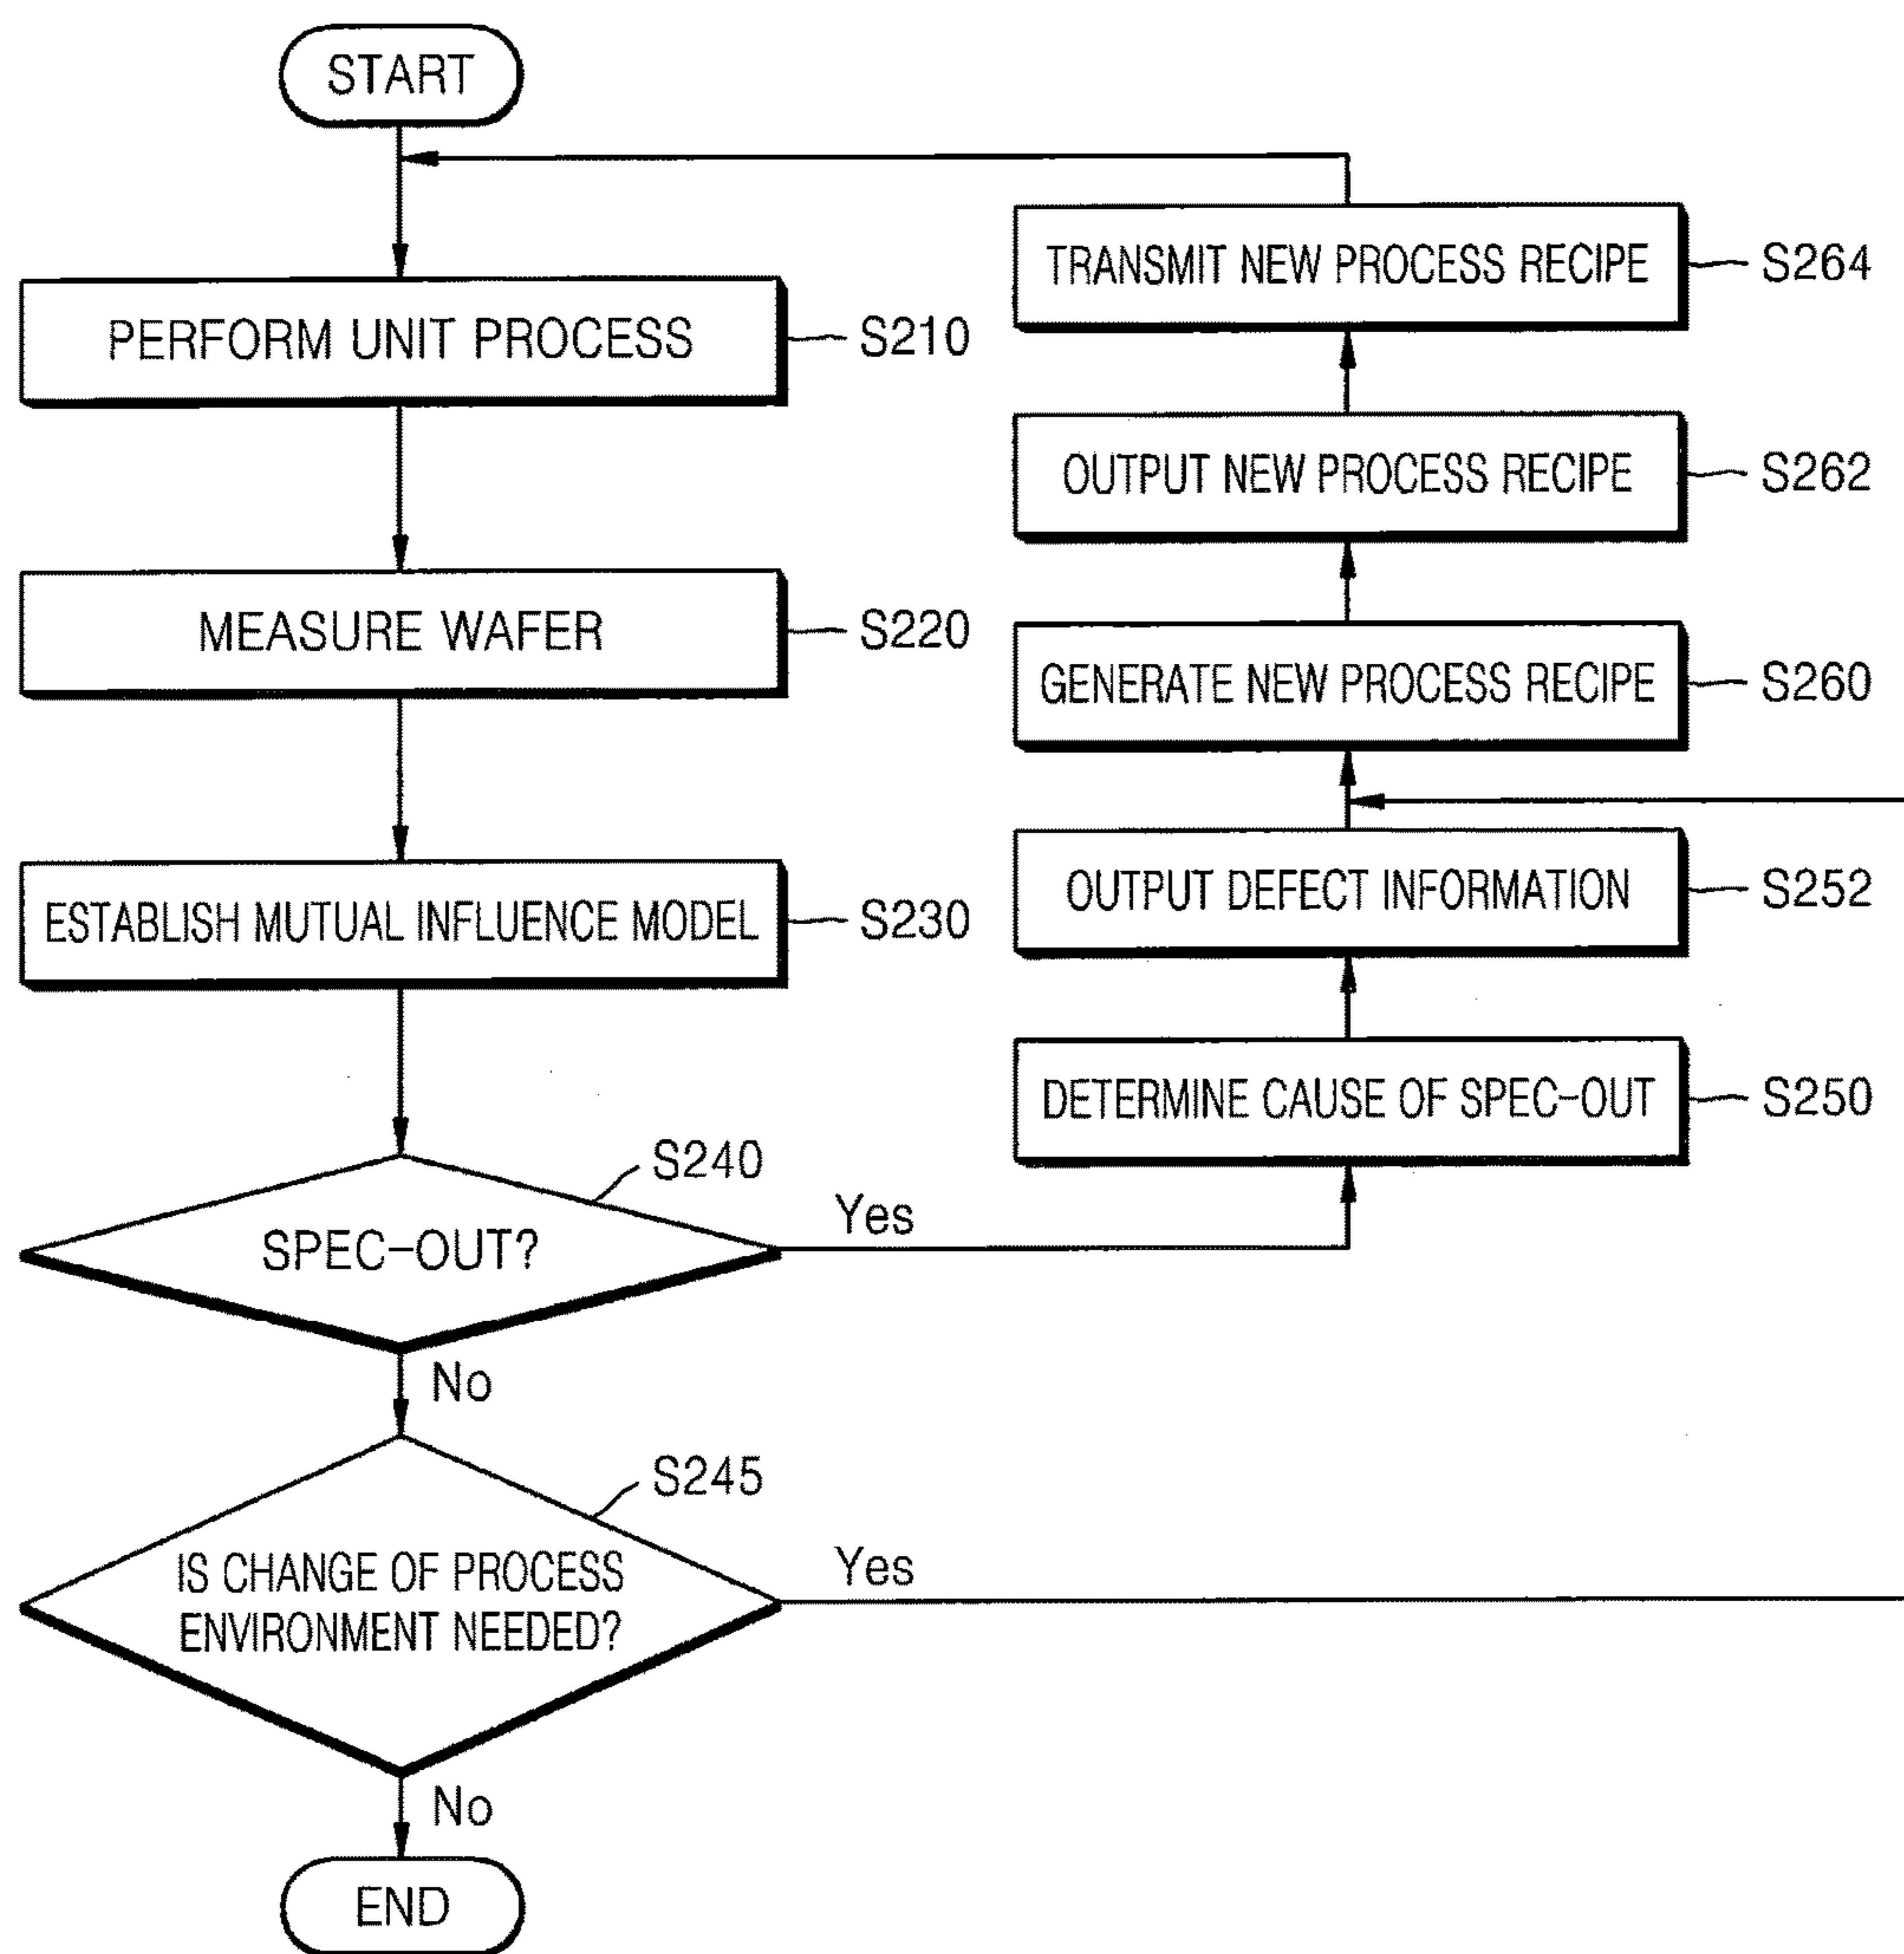 START
PERFORM UNIT PROCESS
S210
MEASURE WAFER
S220
ESTABLISH MUTUAL INFLUENCE MODEL
S230
S240
SPEC-OUT?
Yes
No
S245
IS CHANGE OF PROCESS
ENVIRONMENT NEEDED?
Yes
No
END
TRANSMIT NEW PROCESS RECIPE
S264
OUTPUT NEW PROCESS RECIPE
S262
GENERATE NEW PROCESS RECIPE
S260
OUTPUT DEFECT INFORMATION
S252
DETERMINE CAUSE OF SPEC-OUT
S250